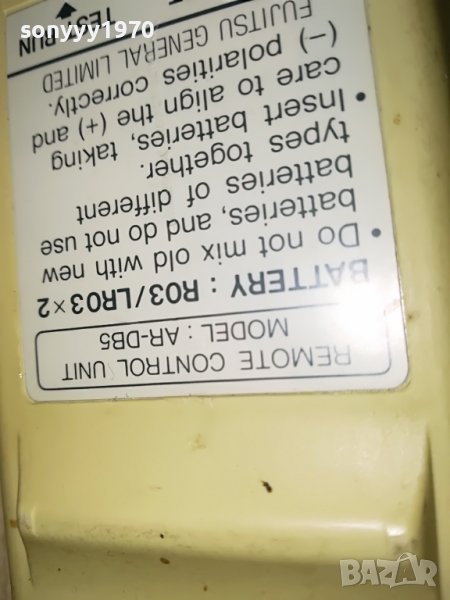 REMOTE CONTROL UNIT
MODEL : AR-DB5
BATTERY : R03/LR03×2
• Do not mix old with new
batteries, and do not use
batteries of different
types together.
• Insert batteries, taking
care to align the (+) and
(−) polarities correctly.
FUJITSU GENERAL LIMITED
TEST RUN
sonyyy1970
BAZAR